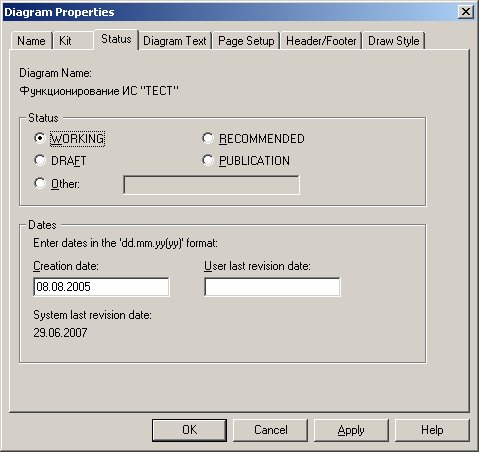 Diagram Properties
Name Kit Status Diagram Text Page Setup Header/Footer Draw Style
Diagram Name:
Функционирование ИС "ТЕСТ"
Status
WORKING RECOMMENDED
DRAFT PUBLICATION
Other:
Dates
Enter dates in the 'dd.mm.yy(yy)' format:
Creation date: User last revision date:
08.08.2005
System last revision date:
29.06.2007
OK Cancel Apply Help